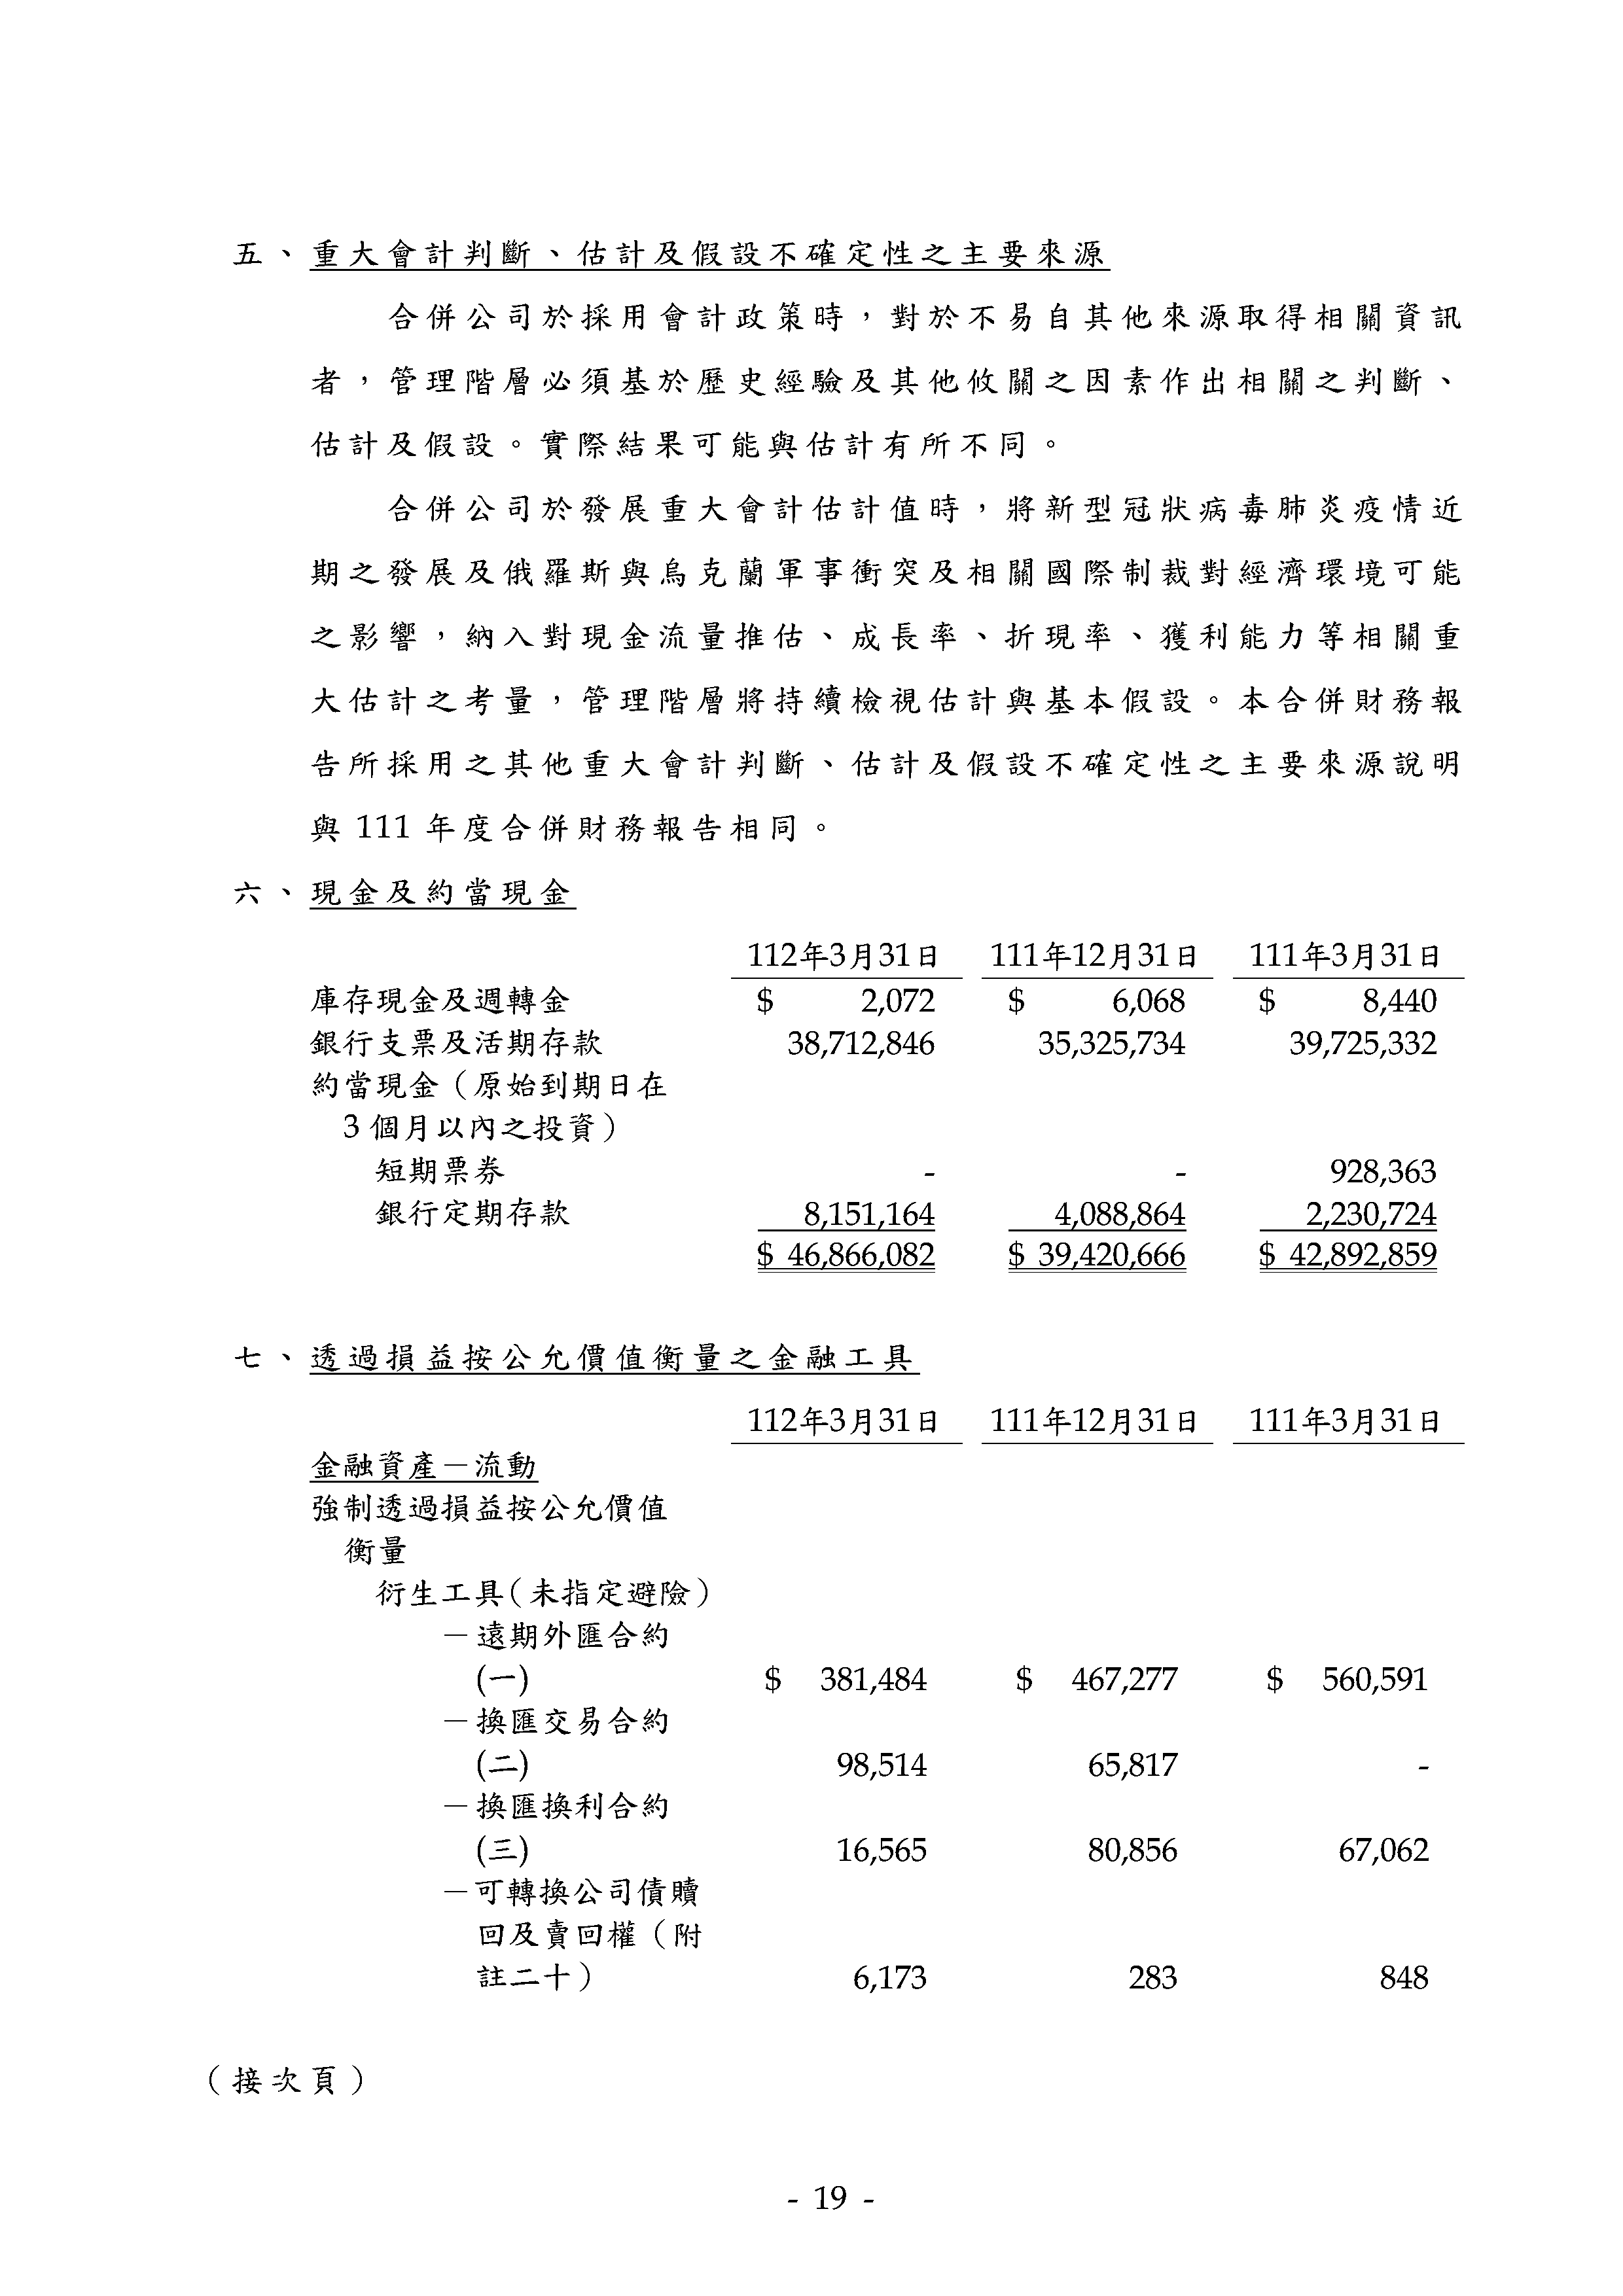 五、重大會計判斷、估計及假設不確定性之主要來源
合併公司於採用會計政策時，對於不易自其他來源取得相關資訊
者，管理階層必須基於歷史經驗及其他攸關之因素作出相關之判斷、
估計及假設。實際結果可能與估計有所不同。
合併公司於發展重大會計估計值時，將新型冠狀病毒肺炎疫情近
期之發展及俄羅斯與烏克蘭軍事衝突及相關國際制裁對經濟環境可能
之影響，納入對現金流量推估、成長率、折現率、獲利能力等相關重
大估計之考量，管理階層將持續檢視估計與基本假設。本合併財務報
告所採用之其他重大會計判斷、估計及假設不確定性之主要來源說明
與 111 年度合併財務報告相同。
六、現金及約當現金
112年3月31日 111年12月31日 111年3月31日
庫存現金及週轉金 $ 2,072 $ 6,068 $ 8,440
銀行支票及活期存款 38,712,846 35,325,734 39,725,332
約當現金（原始到期日在
3 個月以內之投資）
短期票券 - - 928,363
銀行定期存款 8,151,164 4,088,864 2,230,724
$ 46,866,082 $ 39,420,666 $ 42,892,859
七、透過損益按公允價值衡量之金融工具
112年3月31日 111年12月31日 111年3月31日
金融資產－流動
強制透過損益按公允價值
衡量
衍生工具（未指定避險）
－遠期外匯合約
(一) $ 381,484 $ 467,277 $ 560,591
－換匯交易合約
(二) 98,514 65,817 -
－換匯換利合約
(三) 16,565 80,856 67,062
－可轉換公司債贖
回及賣回權（附
註二十） 6,173 283 848
（接次頁）
- 19 -